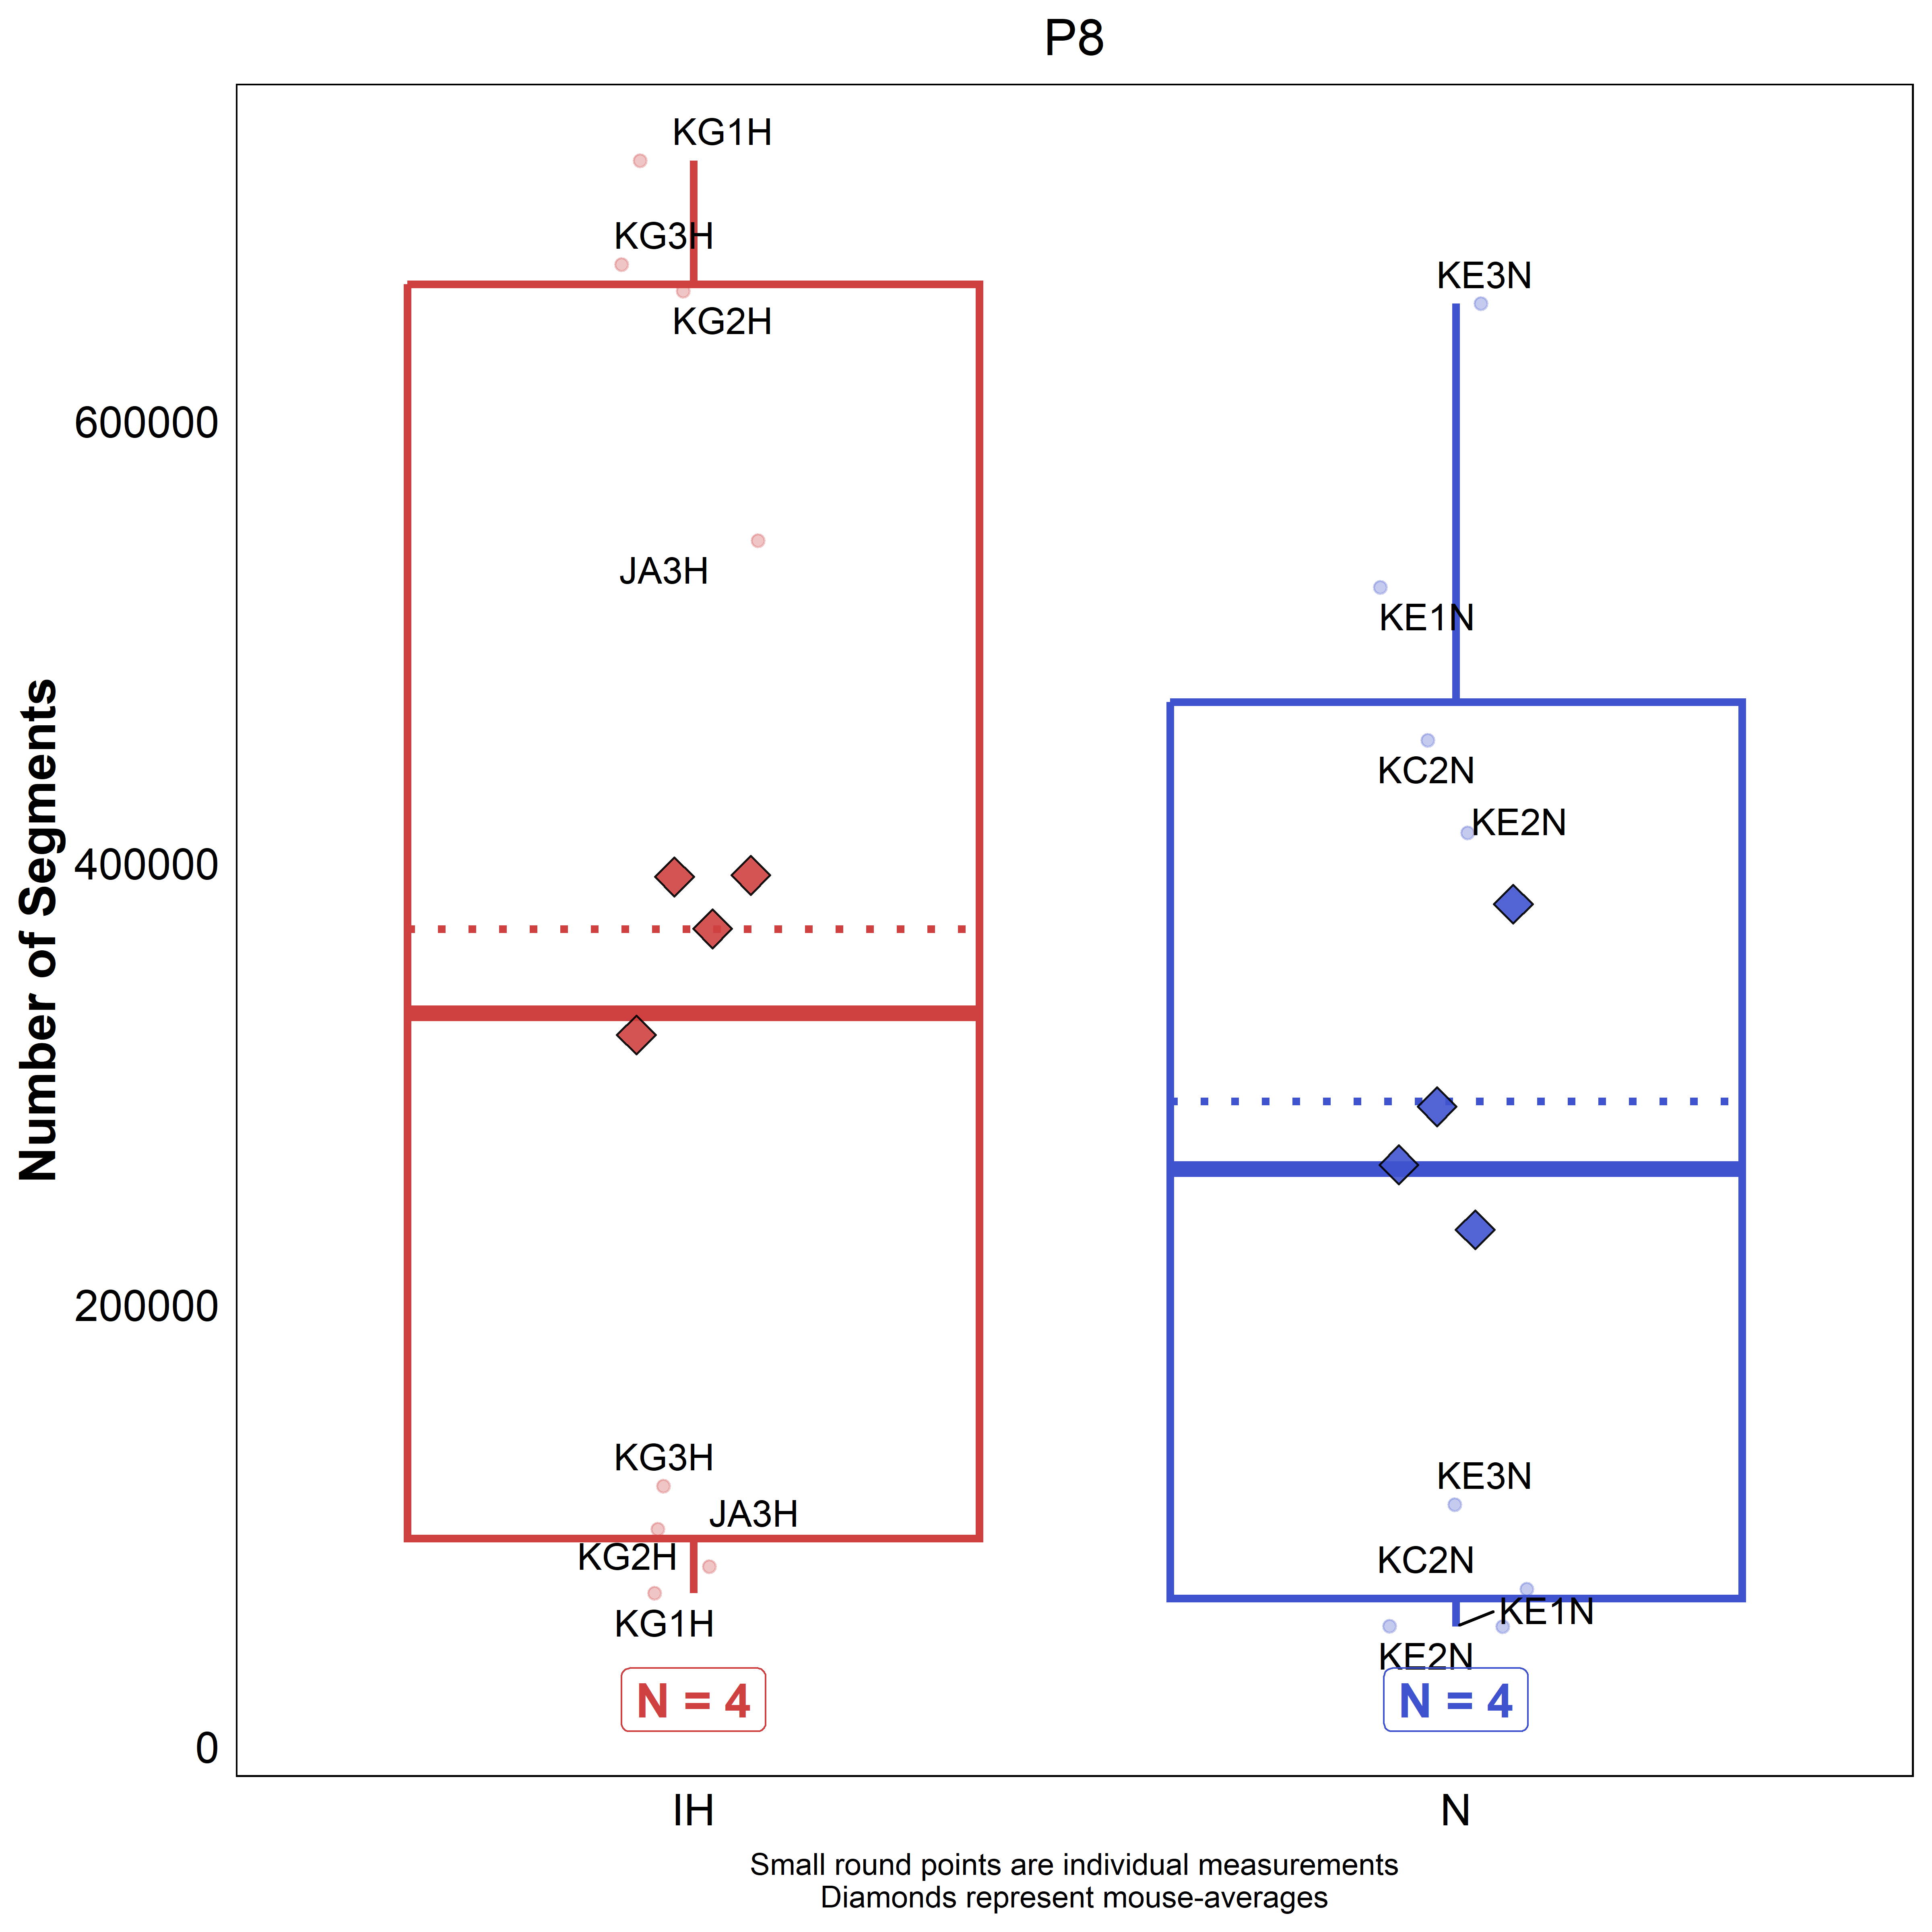 P8
KG1H
KG3H
KG2H
KE3N
600000
JA3H
KE1N
KC2N
KE2N
400000
Number of Segments
200000
KG3H
KE3N
JA3H
KG2H
KC2N
KG1H
KE1N
KE2N
N = 4
N = 4
0
IH
N
Small round points are individual measurements
Diamonds represent mouse-averages